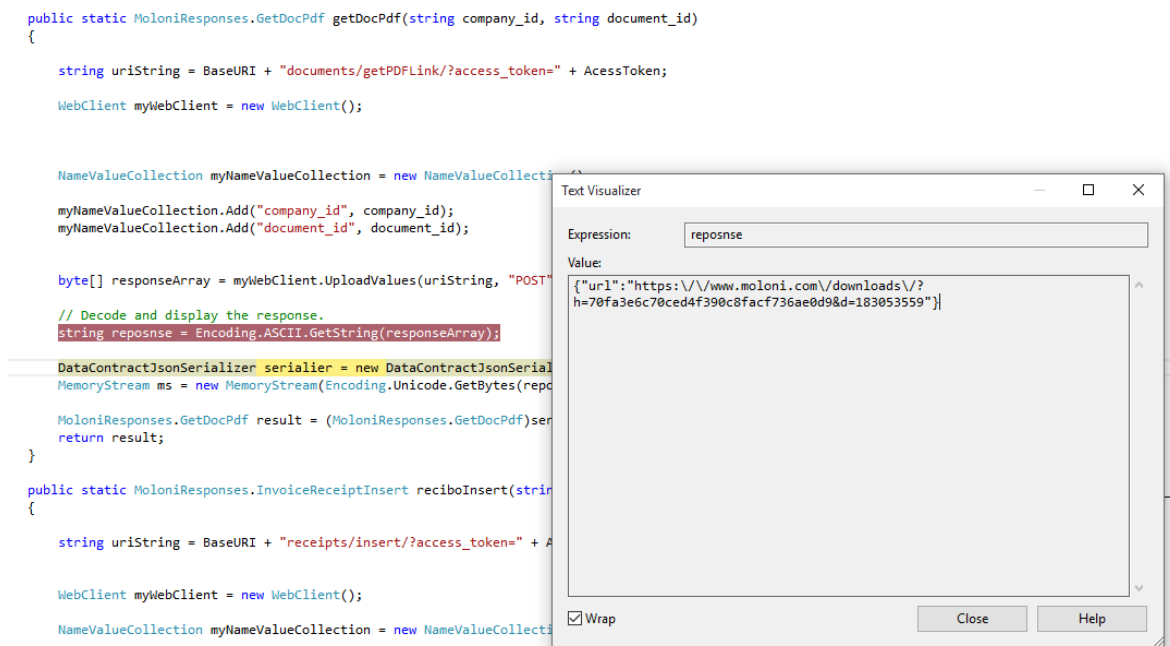 public static MoloniResponses.GetDocPdf getDocPdf(string company_id, string document_id)
{
string uriString = BaseURI + "documents/getPDFLink/?access_token=" + AcessToken;
WebClient myWebClient = new WebClient();
NameValueCollection myNameValueCollection = new NameValueCollecti
myNameValueCollection.Add("company_id", company_id);
myNameValueCollection.Add("document_id", document_id);
byte[] responseArray = myWebClient.UploadValues(uriString, "POST"
// Decode and display the response.
string reposnse = Encoding.ASCII.GetString(responseArray);
DataContractJsonSerializer serialier = new DataContractJsonSerial
MemoryStream ms = new MemoryStream(Encoding.Unicode.GetBytes(repo
MoloniResponses.GetDocPdf result = (MoloniResponses.GetDocPdf)ser
return result;
}
public static MoloniResponses.InvoiceReceiptInsert reciboInsert(strin
{
string uriString = BaseURI + "receipts/insert/?access_token=" + A
WebClient myWebClient = new WebClient();
NameValueCollection myNameValueCollection = new NameValueCollecti
Text Visualizer
Expression: reposnse
Value:
{"url":"https:\/\/www.moloni.com\/downloads\/?
h=70fa3e6c70ced4f390c8facf736ae0d9&d=183053559"}
Wrap
Close
Help